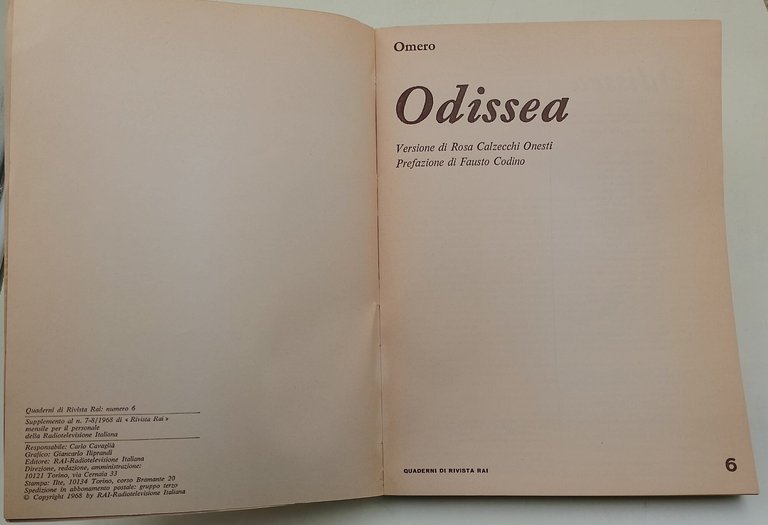 Quaderni di Rivista Rai: numero 6
Supplemento al n. 7-8/1968 di « Rivista Rai »
mensile per il personale
della Radiotelevisione Italiana
Responsabile: Carlo Cavaglià
Grafico: Giancarlo Iliprandi
Editore: RAI-Radiotelevisione Italiana
Direzione, redazione, amministrazione:
10121 Torino, via Cernaia 33
Stampa: Ilte, 10134 Torino, corso Bramante 20
Spedizione in abbonamento postale: gruppo terzo
© Copyright 1968 by RAI-Radiotelevisione Italiana
Omero
Odissea
Versione di Rosa Calzecchi Onesti
Prefazione di Fausto Codino
QUADERNI DI RIVISTA RAI
6